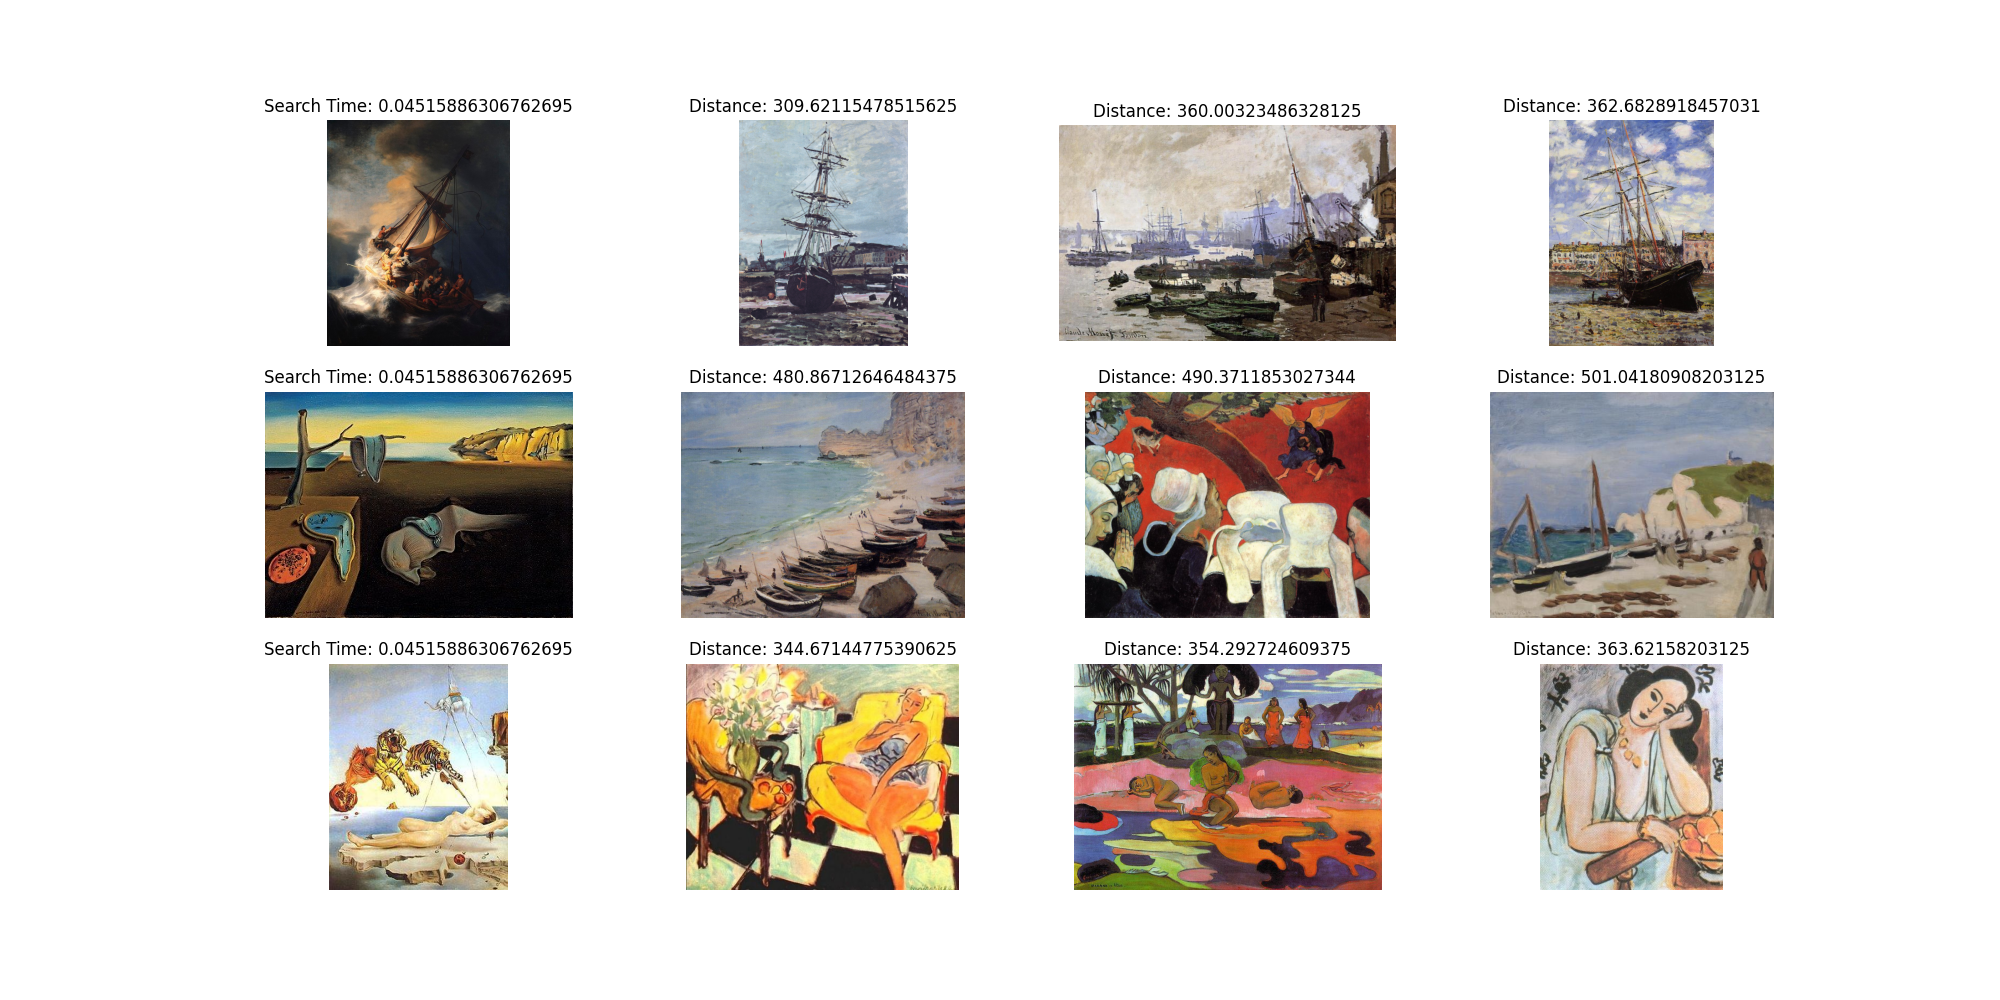 Search Time: 0.04515886306762695
Distance: 309.62115478515625
Distance: 360.00323486328125
Distance: 362.6828918457031
Search Time: 0.04515886306762695
Distance: 480.86712646484375
Distance: 490.3711853027344
Distance: 501.04180908203125
Search Time: 0.04515886306762695
Distance: 344.67144775390625
Distance: 354.292724609375
Distance: 363.62158203125